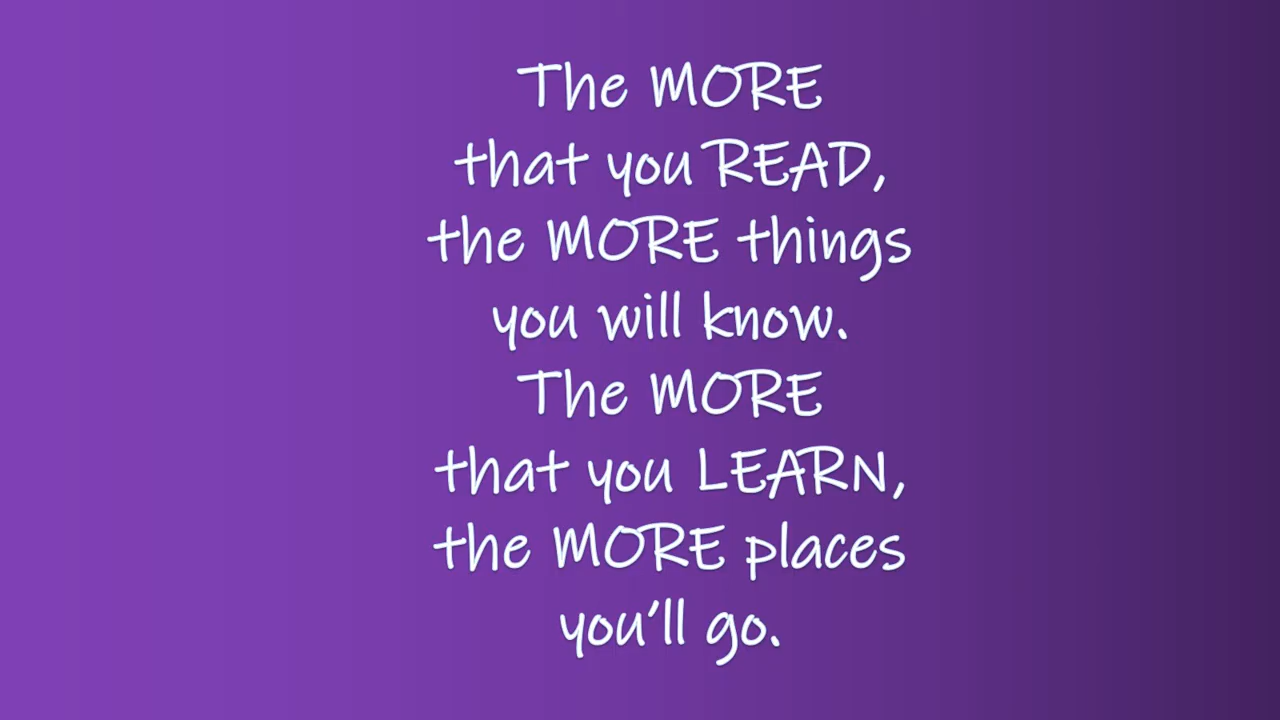 The MORE
that you READ,
the MORE things
you will know.
The MORE
that you LEARN,
the MORE places
you’ll go.